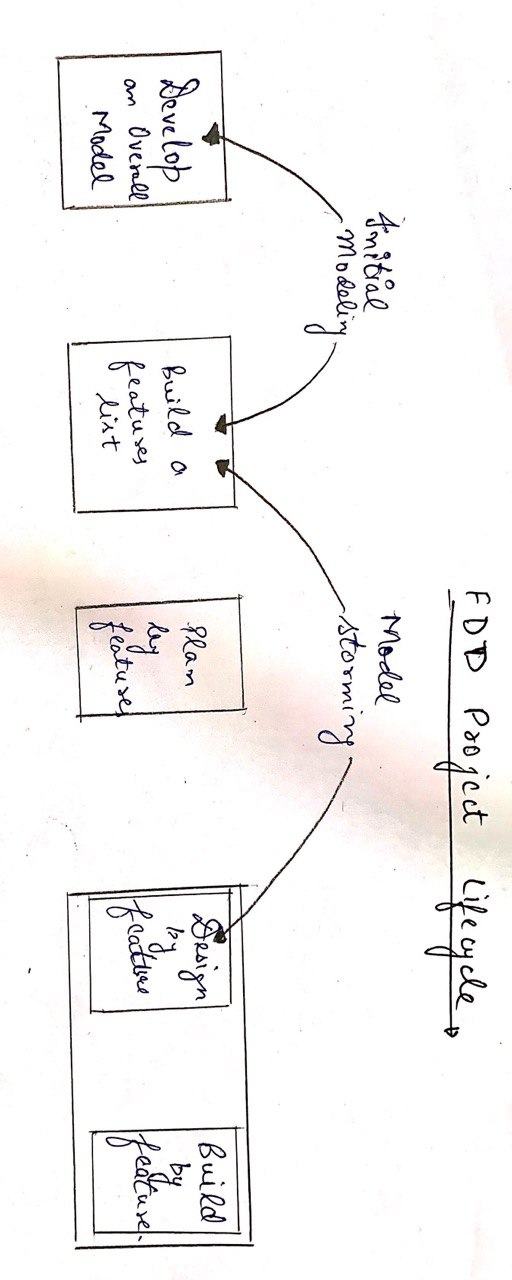 FDD Project Lifecycle
Initial
Modeling
Model
storming
Develop
an Overall
Model
Build a
features
list
Plan
by
features
Design
by
feature
Build
by
feature.